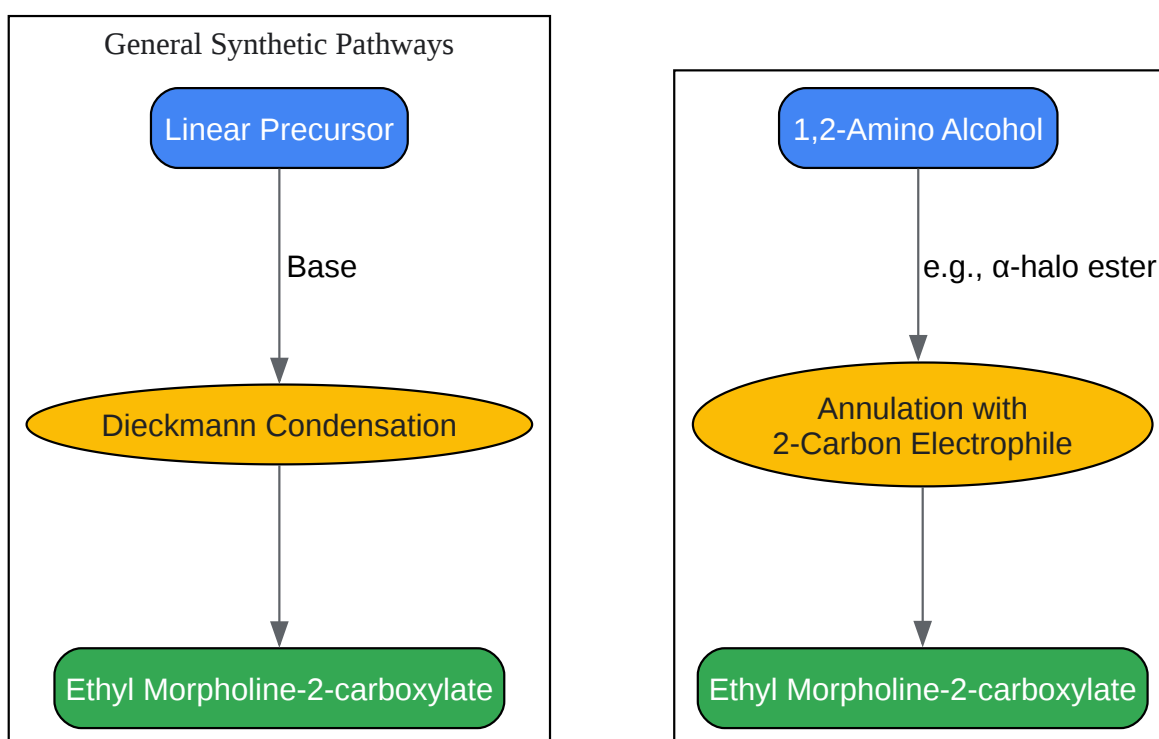 General Synthetic Pathways
Linear Precursor
Base
Dieckmann Condensation
Ethyl Morpholine-2-carboxylate
1,2-Amino Alcohol
e.g., α-halo ester
Annulation with
2-Carbon Electrophile
Ethyl Morpholine-2-carboxylate